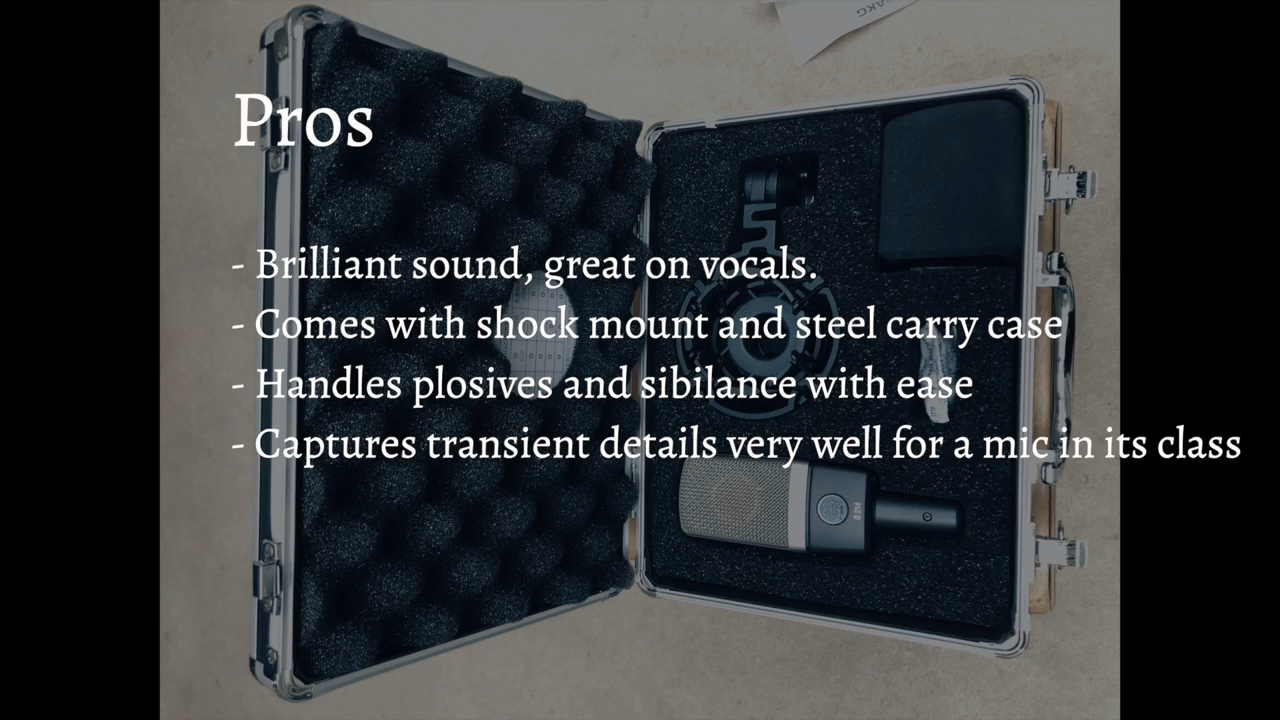 AKG
Pros
- Brilliant sound, great on vocals.
- Comes with shock mount and steel carry case
- Handles plosives and sibilance with ease
- Captures transient details very well for a mic in its class